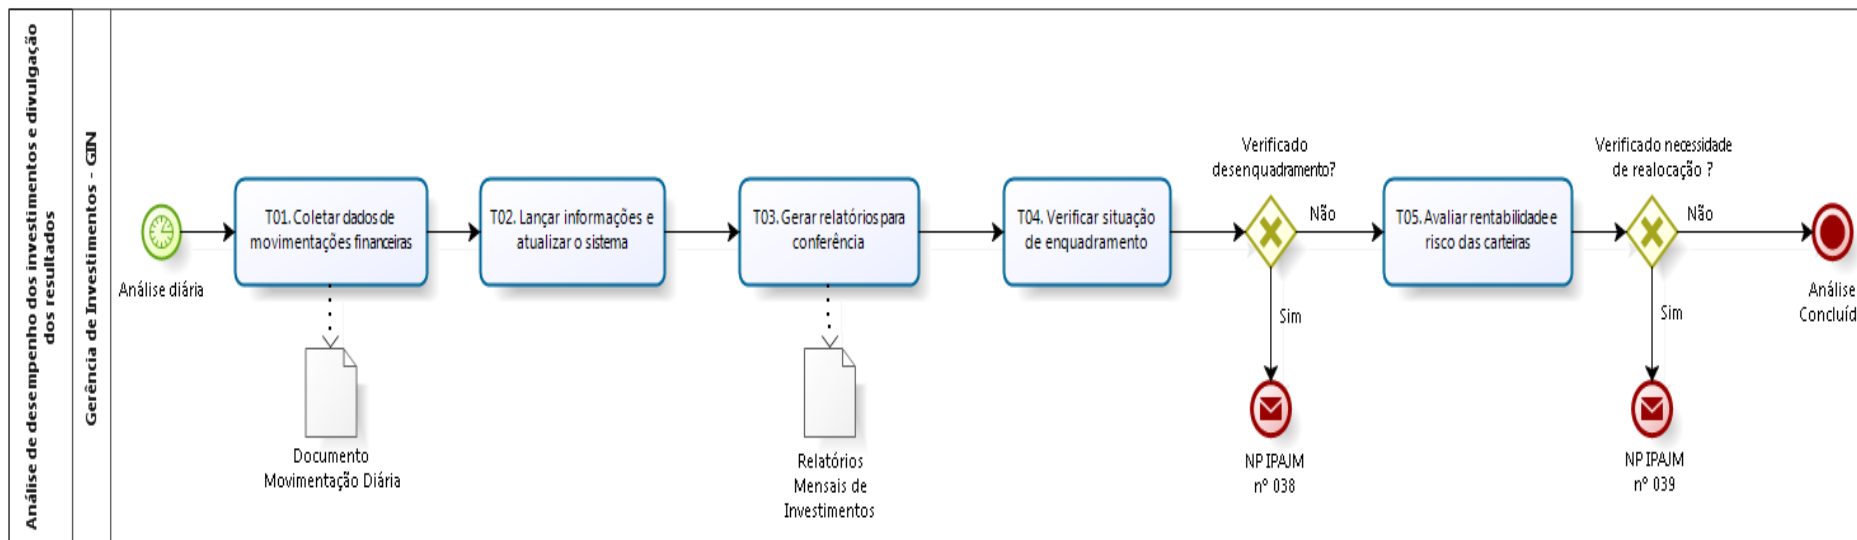 Análise de desempenho dos investimentos e divulgação
dos resultados
Gerência de Investimentos - GIN
Análise diária
T01. Coletar dados de
movimentações financeiras
Documento
Movimentação Diária
T02. Lançar informações e
atualizar o sistema
T03. Gerar relatórios para
conferência
Relatórios
Mensais de
Investimentos
T04. Verificar situação
de enquadramento
Verificado
desenquadramento?
Não
Sim
NP IPAJM
nº 038
T05. Avaliar rentabilidade e
risco das carteiras
Verificado necessidade
de realocação ?
Não
Sim
NP IPAJM
nº 039
Análise
Concluíd